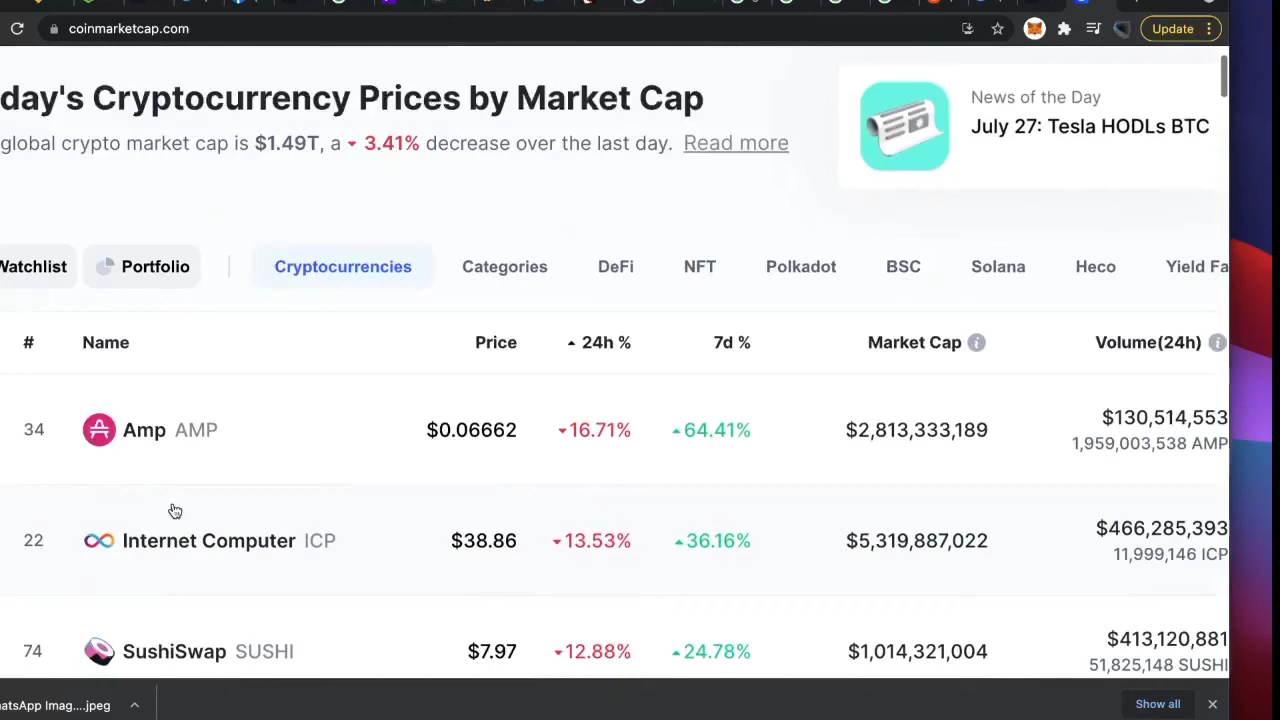 coinmarketcap.com
Update
day's Cryptocurrency Prices by Market Cap
global crypto market cap is $1.49T, a 3.41% decrease over the last day. Read more
News of the Day
July 27: Tesla HODLs BTC
Watchlist Portfolio Cryptocurrencies Categories DeFi NFT Polkadot BSC Solana Heco Yield Fa
# Name Price 24h % 7d % Market Cap Volume(24h)
34 Amp AMP $0.06662 16.71% 64.41% $2,813,333,189 $130,514,553
1,959,003,538 AMP
22 Internet Computer ICP $38.86 13.53% 36.16% $5,319,887,022 $466,285,393
11,999,146 ICP
74 SushiSwap SUSHI $7.97 12.88% 24.78% $1,014,321,004 $413,120,881
51,825,148 SUSHI
hatsApp Imag....jpeg Show all